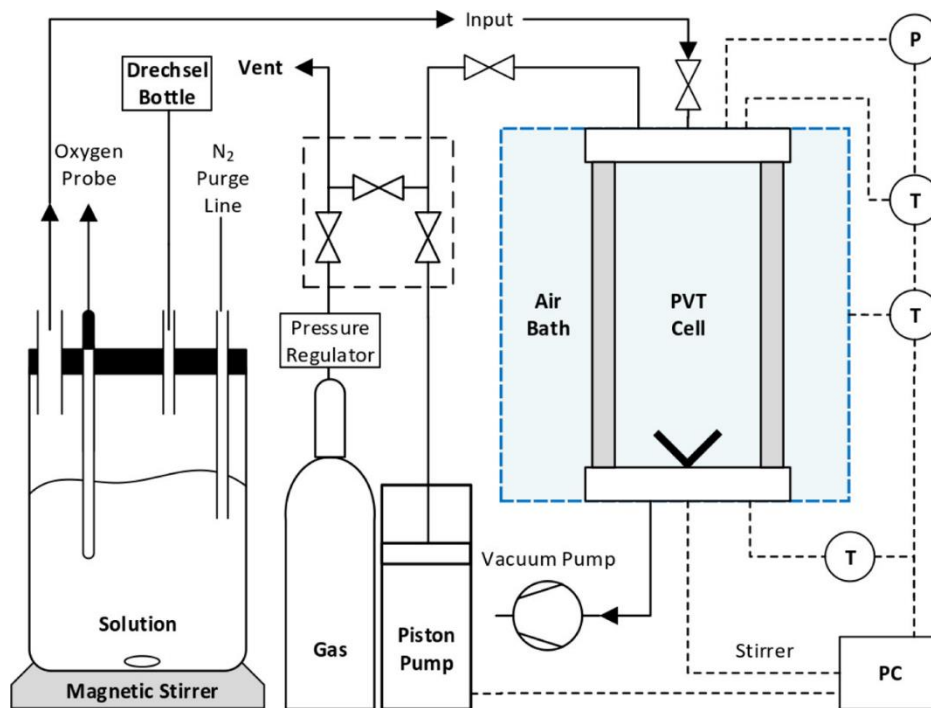 Input
P
Drechsel
Bottle
Vent
Oxygen
Probe
N₂
Purge
Line
T
Air
Bath
PVT
Cell
T
Pressure
Regulator
Vacuum Pump
T
Solution
Gas
Piston
Pump
Stirrer
PC
Magnetic Stirrer